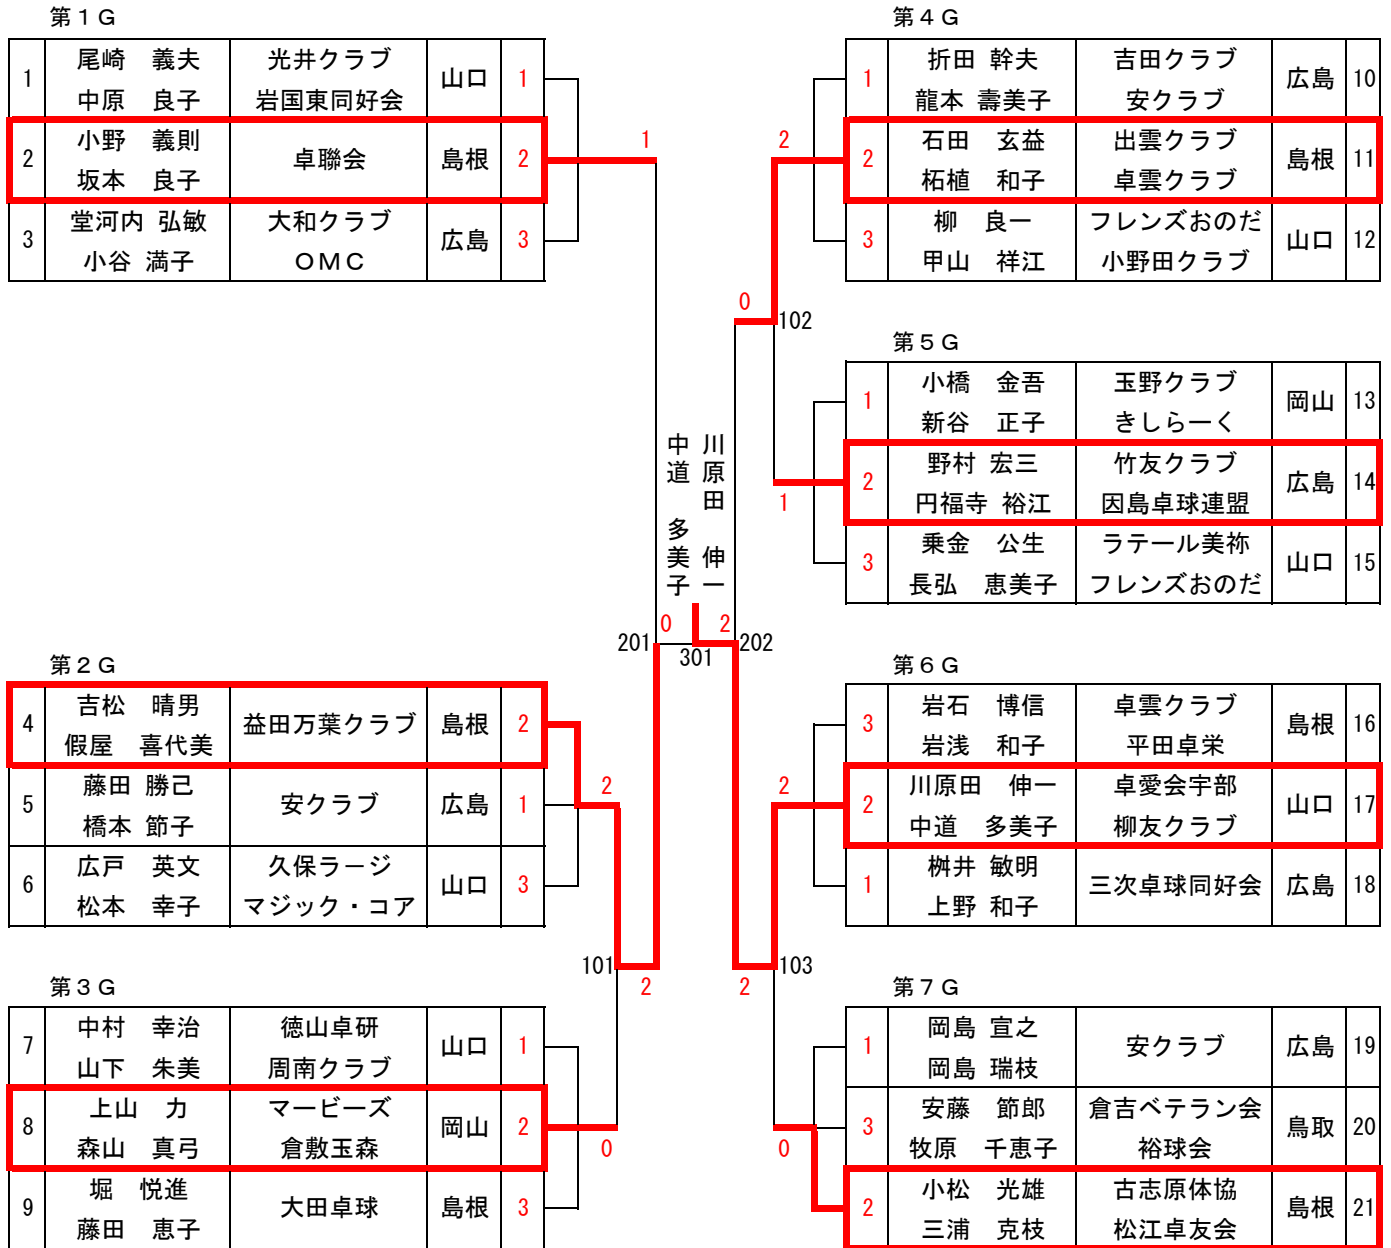 第１Ｇ
1 尾崎　義夫 光井クラブ 山口 1
中原　良子 岩国東同好会
2 小野　義則 卓聯会 島根 2
坂本　良子
3 堂河内 弘敏 大和クラブ 広島 3
小谷 満子 ＯＭＣ
1
第２Ｇ
4 吉松　晴男 益田万葉クラブ 島根 2
假屋　喜代美
5 藤田 勝己 安クラブ 広島 1
橋本 節子
6 広戸　英文 久保ラージ 山口 3
松本　幸子 マジック・コア
2
101
2
第３Ｇ
7 中村　幸治 徳山卓研 山口 1
山下　朱美 周南クラブ
8 上山　力 マービーズ 岡山 2
森山　真弓 倉敷玉森
9 堀　悦進 大田卓球 島根 3
藤田　恵子
0
川原田　伸一
中道　多美子
201
0
301
2
202
第４Ｇ
1 折田 幹夫 吉田クラブ 広島 10
龍本 壽美子 安クラブ
2 石田　玄益 出雲クラブ 島根 11
柘植　和子 卓雲クラブ
3 柳　良一 フレンズおのだ 山口 12
甲山　祥江 小野田クラブ
2
0
102
第５Ｇ
1 小橋　金吾 玉野クラブ 岡山 13
新谷　正子 きしらーく
2 野村 宏三 竹友クラブ 広島 14
円福寺 裕江 因島卓球連盟
3 乗金　公生 ラテール美祢 山口 15
長弘　恵美子 フレンズおのだ
1
第６Ｇ
3 岩石　博信 卓雲クラブ 島根 16
岩浅　和子 平田卓栄
2 川原田　伸一 卓愛会宇部 山口 17
中道　多美子 柳友クラブ
1 桝井 敏明 三次卓球同好会 広島 18
上野 和子
2
103
2
第７Ｇ
1 岡島 宣之 安クラブ 広島 19
岡島 瑞枝
3 安藤　節郎 倉吉ベテラン会 鳥取 20
牧原　千恵子 裕球会
2 小松　光雄 古志原体協 島根 21
三浦　克枝 松江卓友会
0